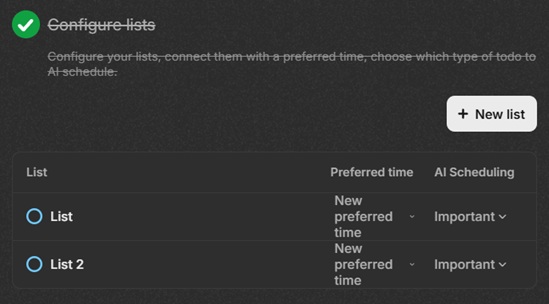 Configure lists
Configure your lists, connect them with a preferred time, choose which type of todo to
AI schedule.
+ New list
List Preferred time AI Scheduling
List New preferred time Important
List 2 New preferred time Important